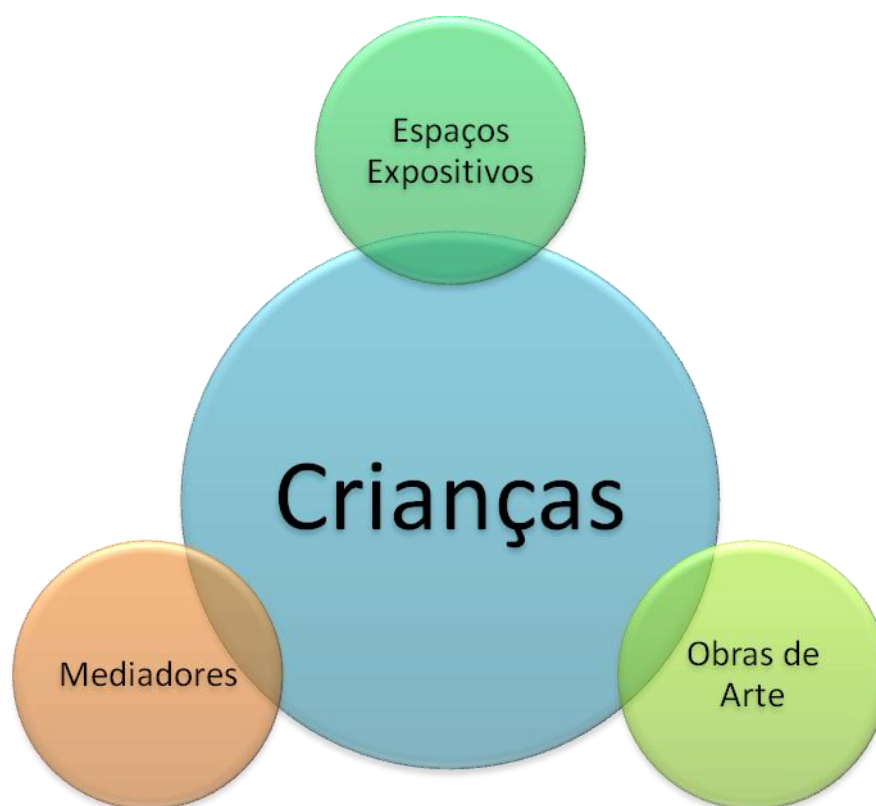 Espaços
Expositivos
Crianças
Mediadores
Obras de
Arte